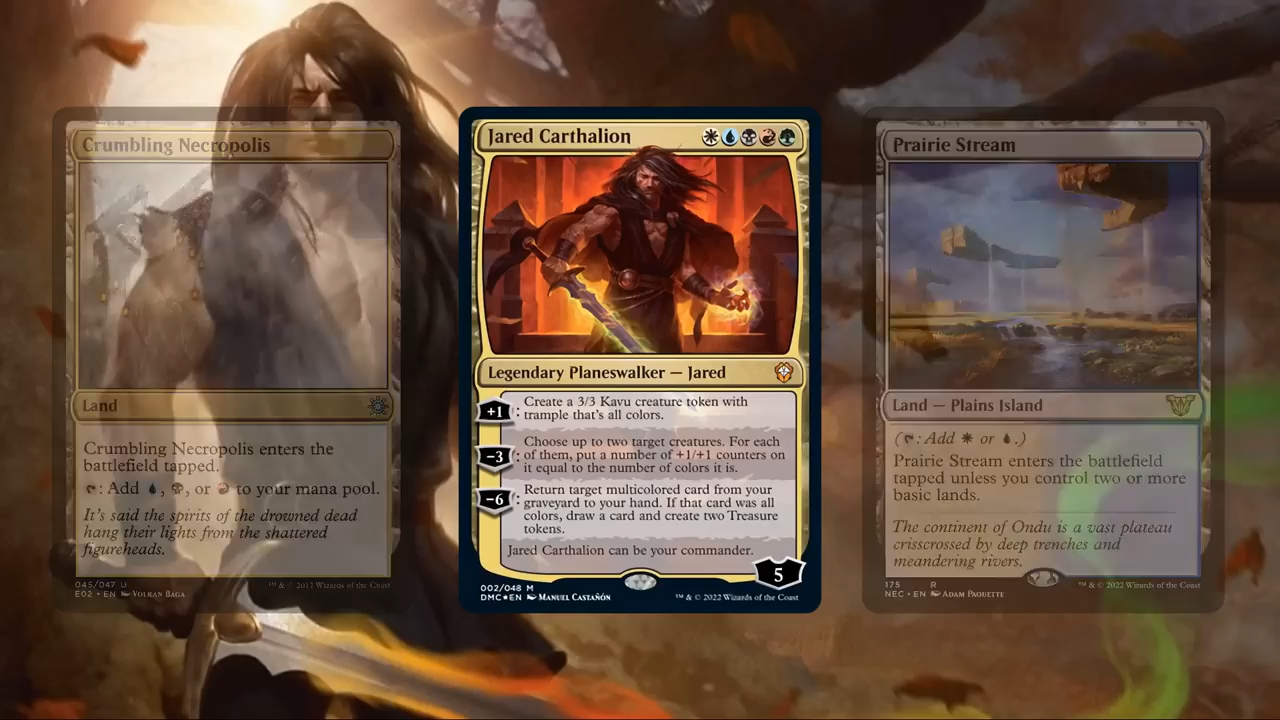 Crumbling Necropolis
Land
Crumbling Necropolis enters the
battlefield tapped.
: Add , , or to your mana pool.
It's said the spirits of the drowned dead
hang their lights from the shattered
figureheads.
045/047 U
™ & © 2017 Wizards of the Coast
E02 • EN Volkan Baga
Jared Carthalion
Legendary Planeswalker — Jared
+1: Create a 3/3 Kavu creature token with
trample that's all colors.
−3: Choose up to two target creatures. For each
of them, put a number of +1/+1 counters on
it equal to the number of colors it is.
−6: Return target multicolored card from your
graveyard to your hand. If that card was all
colors, draw a card and create two Treasure
tokens.
Jared Carthalion can be your commander.
5
002/048 M
DMC★EN Manuel Castañón
™ & © 2022 Wizards of the Coast
Prairie Stream
Land — Plains Island
(: Add or .)
Prairie Stream enters the battlefield
tapped unless you control two or more
basic lands.
The continent of Ondu is a vast plateau
crisscrossed by deep trenches and
meandering rivers.
175 R
™ & © 2022 Wizards of the Coast
NEC • EN Adam Paquette